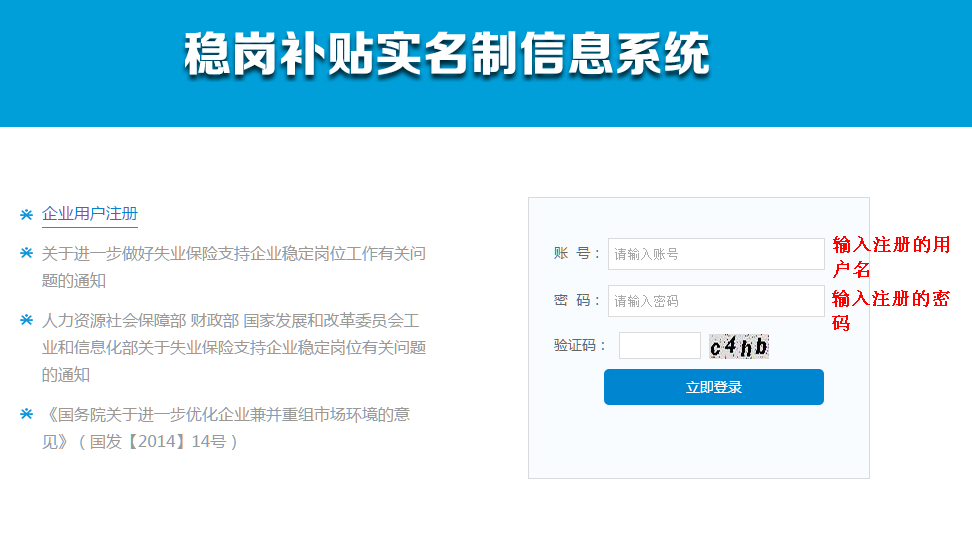 稳岗补贴实名制信息系统
企业用户注册
关于进一步做好失业保险支持企业稳定岗位工作有关问
题的通知
人力资源社会保障部 财政部 国家发展和改革委员会工
业和信息化部关于失业保险支持企业稳定岗位有关问题
的通知
《国务院关于进一步优化企业兼并重组市场环境的意
见》（国发【2014】14号）
账 号： 请输入账号
输入注册的用
户名
密 码： 请输入密码
输入注册的密
码
验证码： c4hb
立即登录